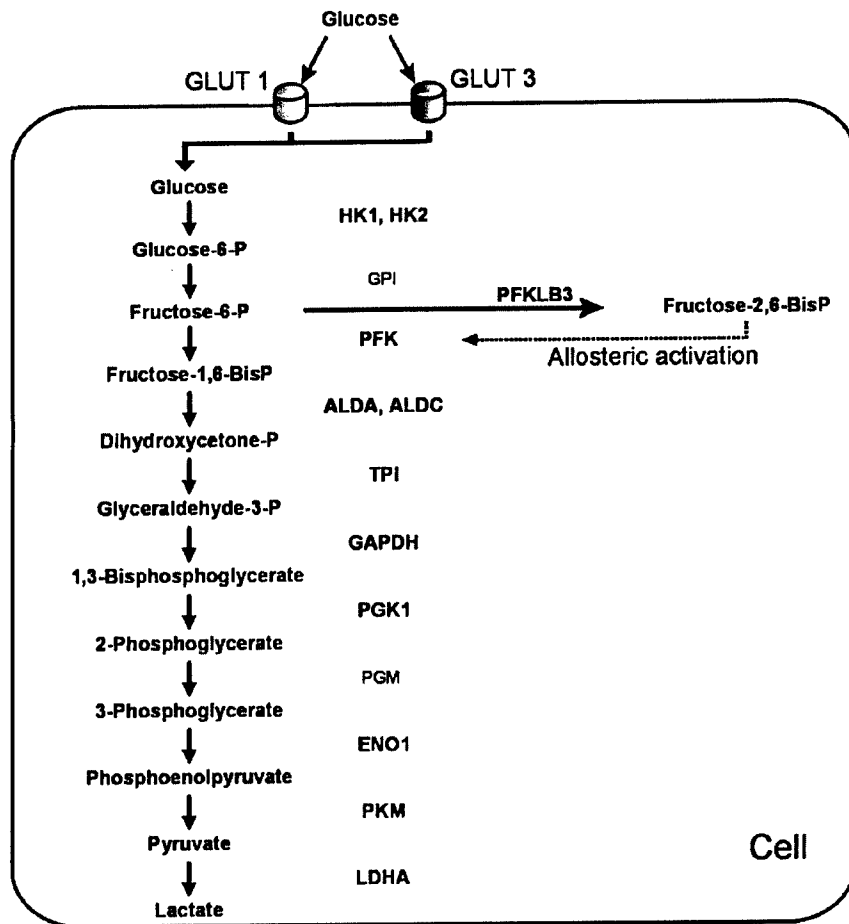 Glucose
GLUT 1
GLUT 3
Glucose
HK1, HK2
Glucose-6-P
GPI
PFKLB3
Fructose-6-P
Fructose-2,6-BisP
PFK
Allosteric activation
Fructose-1,6-BisP
ALDA, ALDC
Dihydroxycetone-P
TPI
Glyceraldehyde-3-P
GAPDH
1,3-Bisphosphoglycerate
PGK1
2-Phosphoglycerate
PGM
3-Phosphoglycerate
ENO1
Phosphoenolpyruvate
PKM
Pyruvate
Cell
LDHA
Lactate